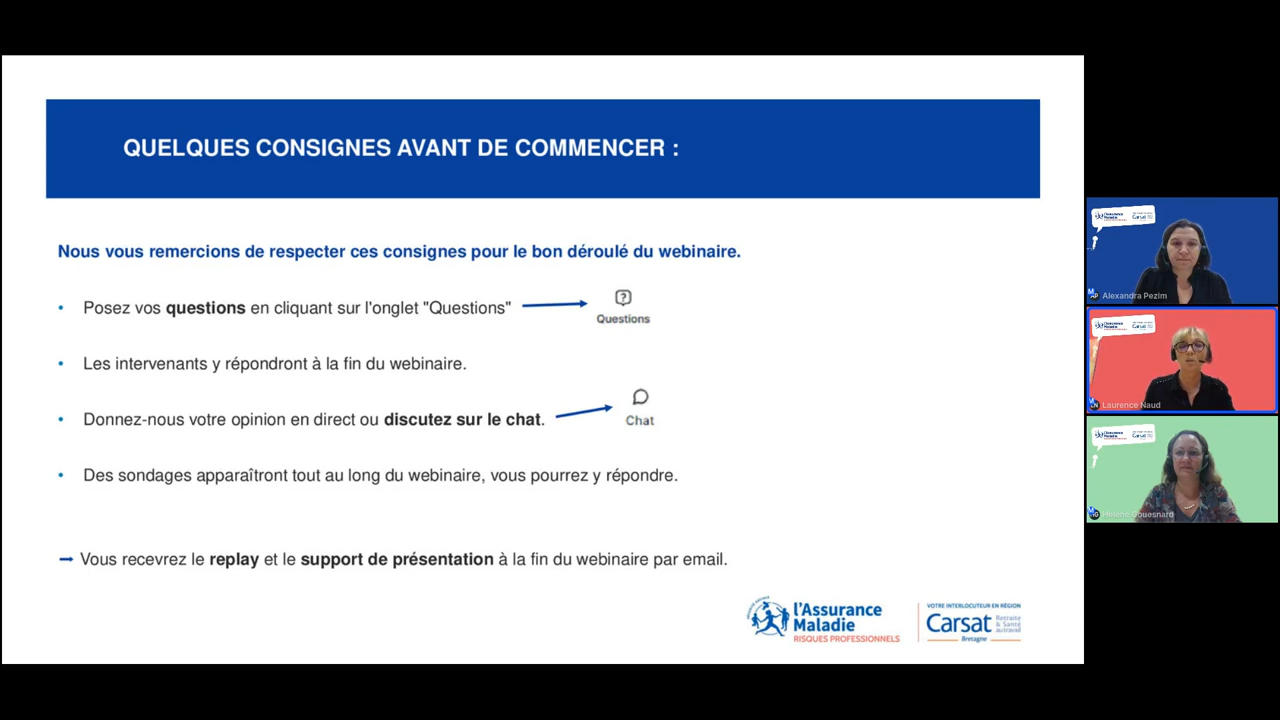 QUELQUES CONSIGNES AVANT DE COMMENCER :
Nous vous remercions de respecter ces consignes pour le bon déroulé du webinaire.
• Posez vos questions en cliquant sur l'onglet "Questions"
Questions
• Les intervenants y répondront à la fin du webinaire.
• Donnez-nous votre opinion en direct ou discutez sur le chat.
Chat
• Des sondages apparaîtront tout au long du webinaire, vous pourrez y répondre.
➞ Vous recevrez le replay et le support de présentation à la fin du webinaire par email.
l'Assurance
Maladie
RISQUES PROFESSIONNELS
VOTRE INTERLOCUTEUR EN RÉGION
Carsat
Retraite
& Santé
au travail
Bretagne
Alexandra Pezim
Laurence Naud
Hélène Gouesnard